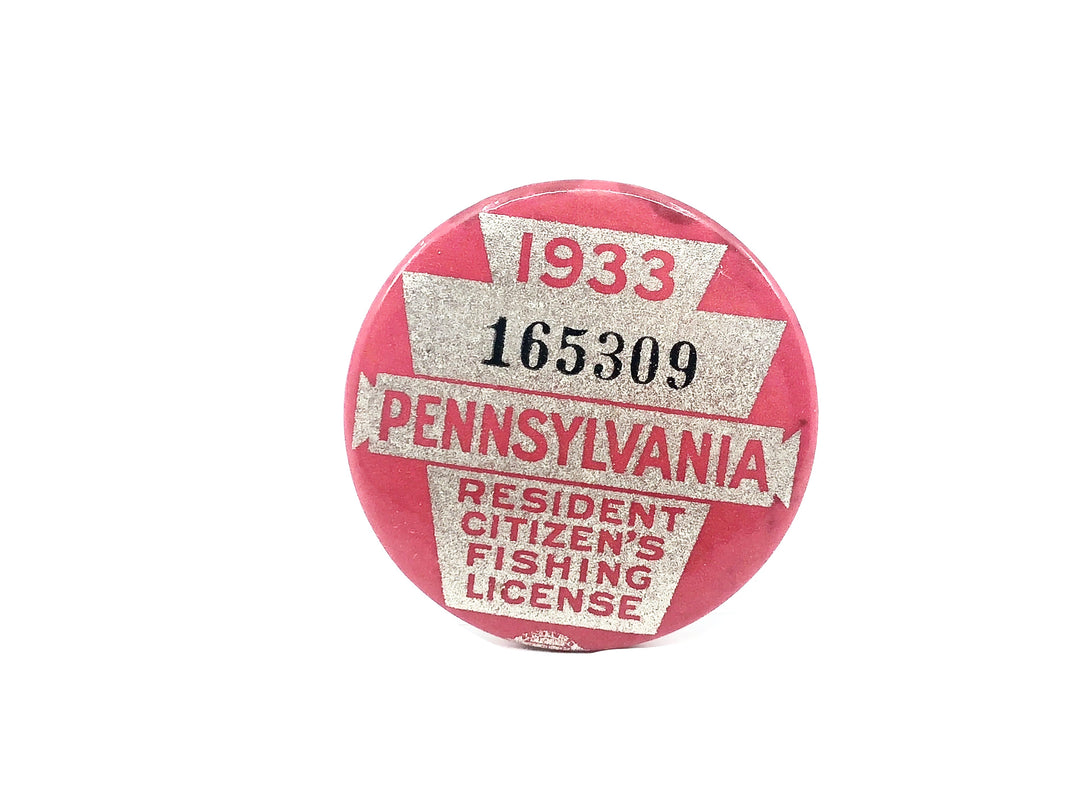 1933
165309
PENNSYLVANIA
RESIDENT
CITIZEN'S
FISHING
LICENSE